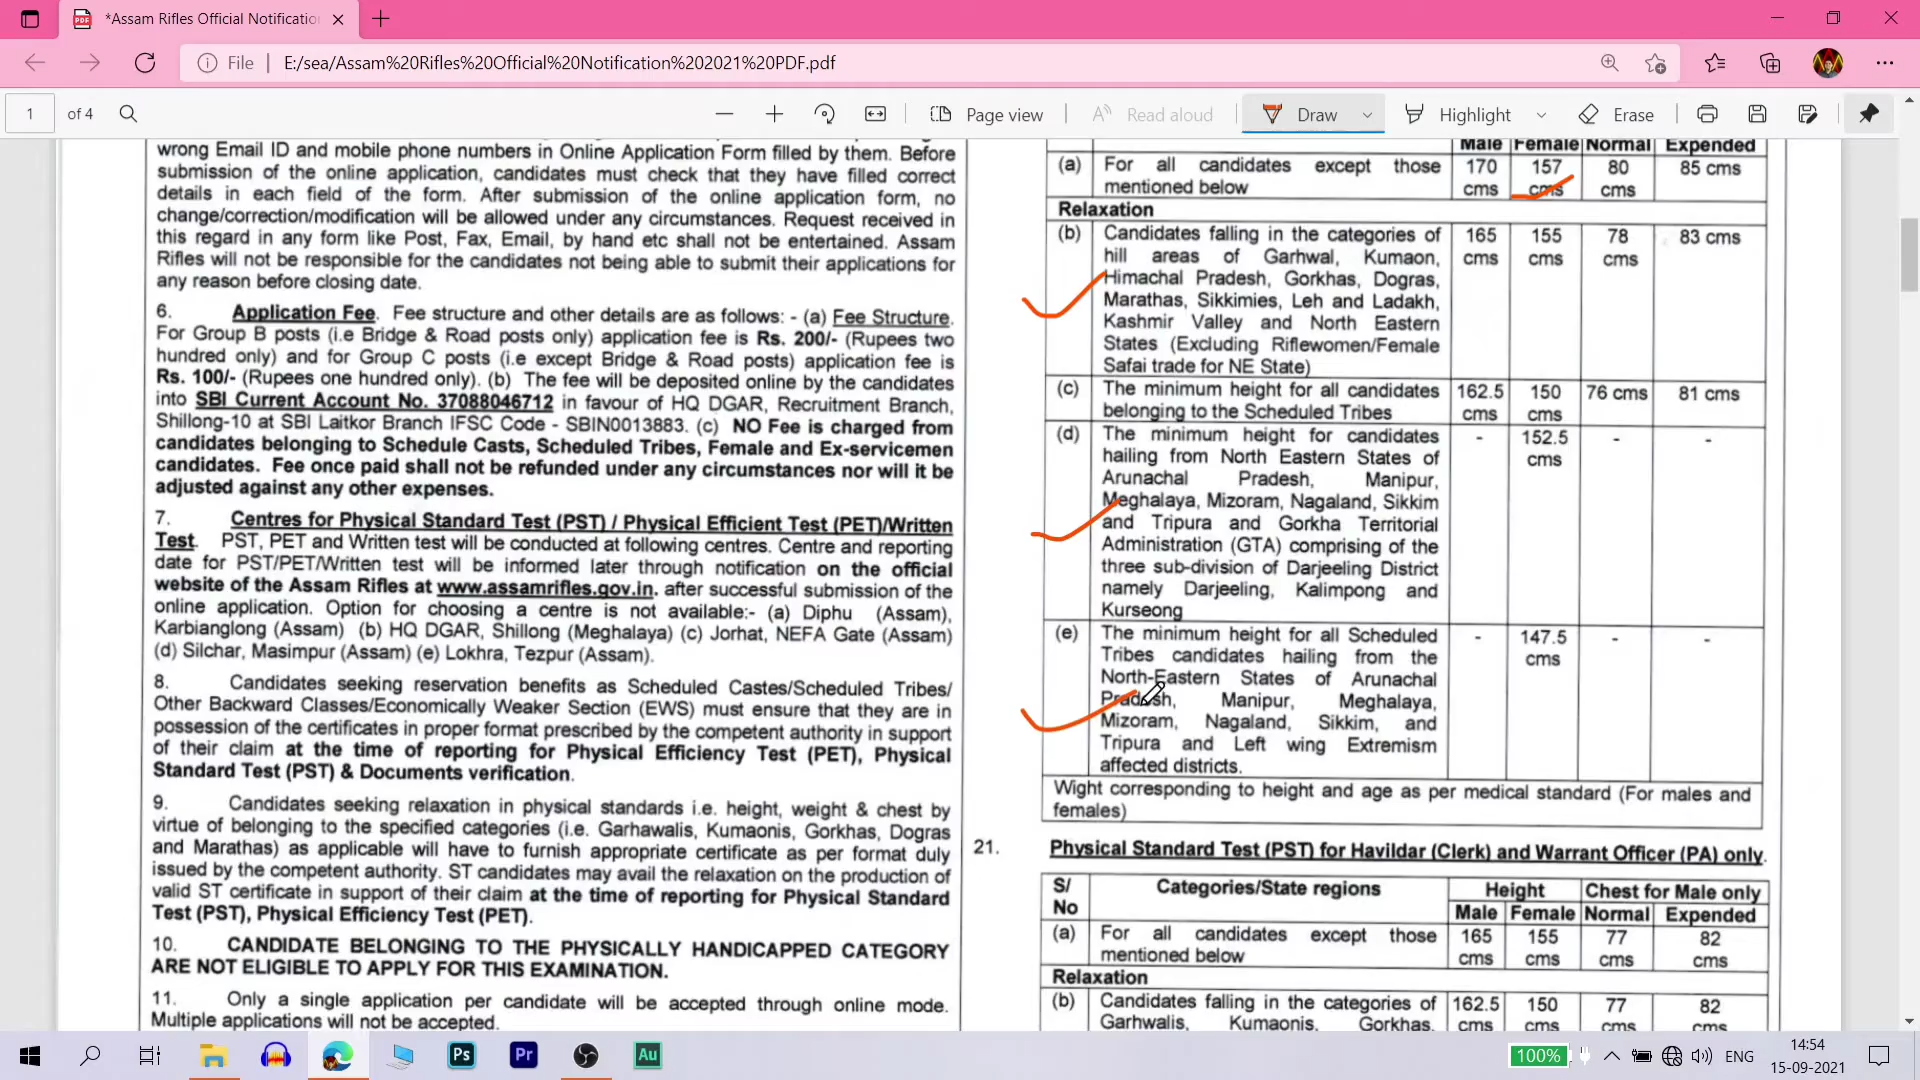 *Assam Rifles Official Notificatio
File
E:/sea/Assam%20Rifles%20Official%20Notification%202021%20PDF.pdf
1 of 4
Page view
Read aloud
Draw
Highlight
Erase
wrong Email ID and mobile phone numbers in Online Application Form filled by them. Before
submission of the online application, candidates must check that they have filled correct
details in each field of the form. After submission of the online application form, no
change/correction/modification will be allowed under any circumstances. Request received in
this regard in any form like Post, Fax, Email, by hand etc shall not be entertained. Assam
Rifles will not be responsible for the candidates not being able to submit their applications for
any reason before closing date.
6. Application Fee. Fee structure and other details are as follows: - (a) Fee Structure.
For Group B posts (i.e Bridge & Road posts only) application fee is Rs. 200/- (Rupees two
hundred only) and for Group C posts (i.e except Bridge & Road posts) application fee is
Rs. 100/- (Rupees one hundred only). (b) The fee will be deposited online by the candidates
into SBI Current Account No. 37088046712 in favour of HQ DGAR, Recruitment Branch,
Shillong-10 at SBI Laitkor Branch IFSC Code - SBIN0013883. (c) NO Fee is charged from
candidates belonging to Schedule Casts, Scheduled Tribes, Female and Ex-servicemen
candidates. Fee once paid shall not be refunded under any circumstances nor will it be
adjusted against any other expenses.
7. Centres for Physical Standard Test (PST) / Physical Efficient Test (PET)/Written
Test. PST, PET and Written test will be conducted at following centres. Centre and reporting
date for PST/PET/Written test will be informed later through notification on the official
website of the Assam Rifles at www.assamrifles.gov.in. after successful submission of the
online application. Option for choosing a centre is not available:- (a) Diphu (Assam),
Karbianglong (Assam) (b) HQ DGAR, Shillong (Meghalaya) (c) Jorhat, NEFA Gate (Assam)
(d) Silchar, Masimpur (Assam) (e) Lokhra, Tezpur (Assam).
8. Candidates seeking reservation benefits as Scheduled Castes/Scheduled Tribes/
Other Backward Classes/Economically Weaker Section (EWS) must ensure that they are in
possession of the certificates in proper format prescribed by the competent authority in support
of their claim at the time of reporting for Physical Efficiency Test (PET), Physical
Standard Test (PST) & Documents verification.
9. Candidates seeking relaxation in physical standards i.e. height, weight & chest by
virtue of belonging to the specified categories (i.e. Garhawalis, Kumaonis, Gorkhas, Dogras
and Marathas) as applicable will have to furnish appropriate certificate as per format duly
issued by the competent authority. ST candidates may avail the relaxation on the production of
valid ST certificate in support of their claim at the time of reporting for Physical Standard
Test (PST), Physical Efficiency Test (PET).
10. CANDIDATE BELONGING TO THE PHYSICALLY HANDICAPPED CATEGORY
ARE NOT ELIGIBLE TO APPLY FOR THIS EXAMINATION.
11. Only a single application per candidate will be accepted through online mode.
Multiple applications will not be accepted.
Male Female Normal Expended
(a) For all candidates except those 170 157 80 85 cms
mentioned below cms cms cms
Relaxation
(b) Candidates falling in the categories of 165 155 78 83 cms
hill areas of Garhwal, Kumaon, cms cms cms
Himachal Pradesh, Gorkhas, Dogras,
Marathas, Sikkimies, Leh and Ladakh,
Kashmir Valley and North Eastern
States (Excluding Riflewomen/Female
Safai trade for NE State)
(c) The minimum height for all candidates 162.5 150 76 cms 81 cms
belonging to the Scheduled Tribes cms cms
(d) The minimum height for candidates - 152.5 - -
hailing from North Eastern States of cms
Arunachal Pradesh, Manipur,
Meghalaya, Mizoram, Nagaland, Sikkim
and Tripura and Gorkha Territorial
Administration (GTA) comprising of the
three sub-division of Darjeeling District
namely Darjeeling, Kalimpong and
Kurseong
(e) The minimum height for all Scheduled - 147.5 - -
Tribes candidates hailing from the cms
North-Eastern States of Arunachal
Pradesh, Manipur, Meghalaya,
Mizoram, Nagaland, Sikkim, and
Tripura and Left wing Extremism
affected districts.
Wight corresponding to height and age as per medical standard (For males and
females)
21. Physical Standard Test (PST) for Havildar (Clerk) and Warrant Officer (PA) only.
S/ Categories/State regions Height Chest for Male only
No Male Female Normal Expended
(a) For all candidates except those 165 155 77 82
mentioned below cms cms cms cms
Relaxation
(b) Candidates falling in the categories of 162.5 150 77 82
Garhwalis, Kumaonis, Gorkhas, cms cms cms cms
Ps
Pr
Au
100%
ENG
14:54
15-09-2021